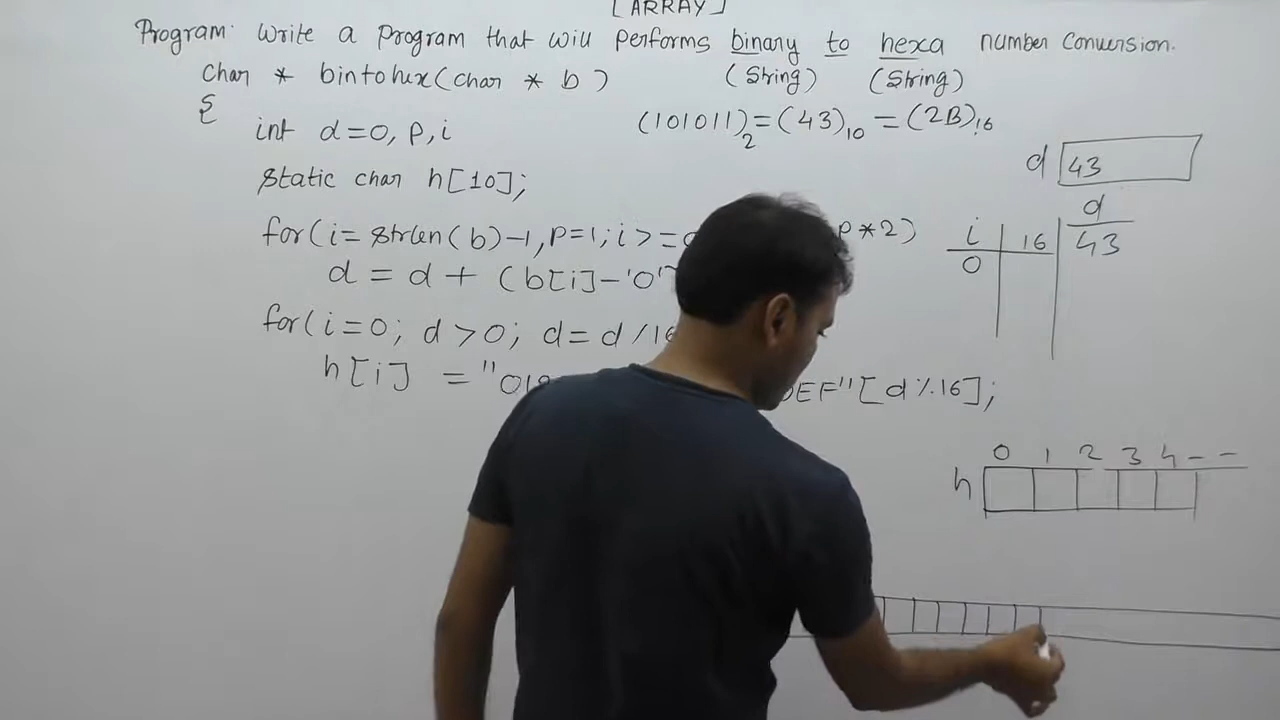 [ARRAY]
Program: Write a program that will performs binary to hexa number conversion.
char * bintohex(char * b) (String) (String)
{
int d=0, p, i (101011)2=(43)10=(2B)16
static char h[10]; d 43
for(i=strlen(b)-1,p=1;i>= p*2)
i 16 d
0 43
d = d + (b[i]-'0'
for(i=0; d>0; d=d/16
h[i] = "01 DEF"[d%16];
0 1 2 3 4 - -
h